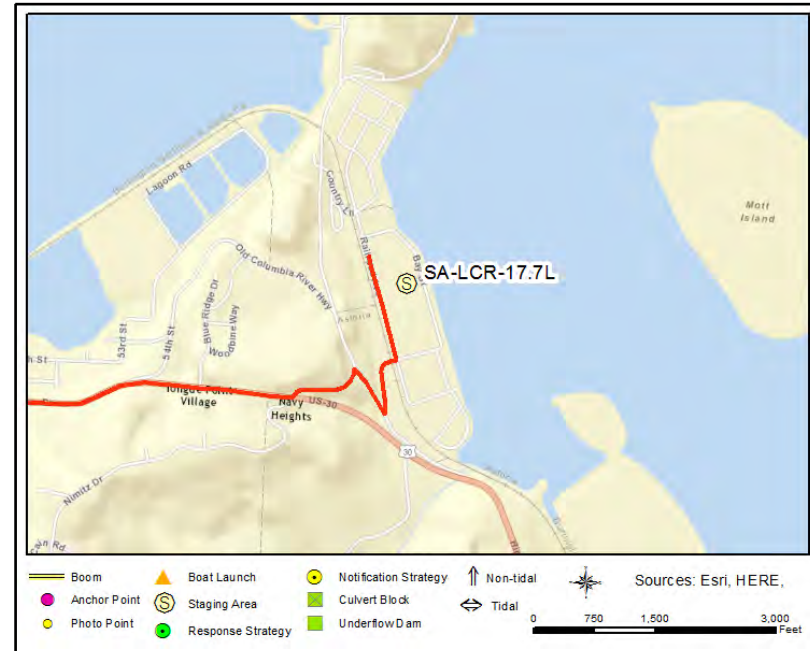 Lagoon Rd
Country Ln
Mott
Island
Old Columbia River Hwy
SA-LCR-17.7L
S
Blue Ridge Dr
Woodbine Way
53rd St
54th St
Astoria
Tongue Point
Village
Navy
Heights
US-30
30
Nimitz Dr
Astoria
Boom
Boat Launch
Notification Strategy
Non-tidal
Sources: Esri, HERE,
Anchor Point
S
Staging Area
Culvert Block
Tidal
Photo Point
Response Strategy
Underflow Dam
0 750 1,500 3,000
Feet